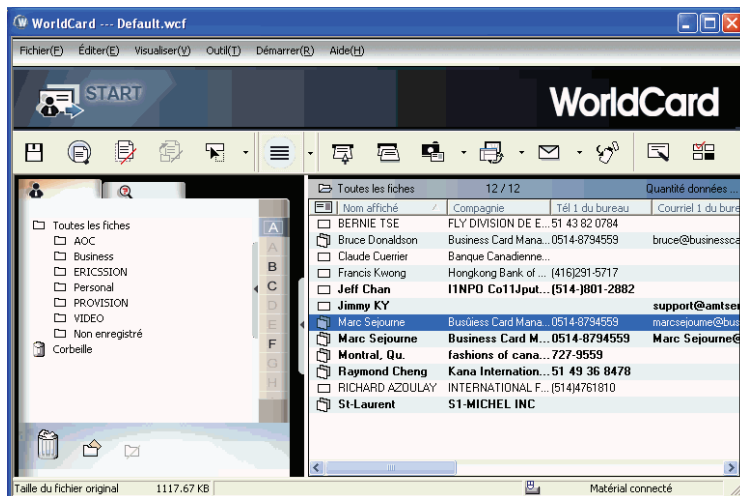 WorldCard --- Default.wcf
Fichier(F) Éditer(E) Visualiser(V) Outil(T) Démarrer(R) Aide(H)
START
WorldCard
Toutes les fiches 12 / 12 Quantité données ...
Nom affiché Compagnie Tél 1 du bureau Courriel 1 du bure
Toutes les fiches
AOC
Business
ERICSSION
Personal
PROVISION
VIDEO
Non enregistré
Corbeille
A
A
B
C
D
E
F
G
H
BERNIE TSE FLY DIVISION DE E... 51 43 82 0784
Bruce Donaldson Business Card Mana... 0514-8794559 bruce@businessca
Claude Cuerrier Banque Canadienne...
Francis Kwong Hongkong Bank of ... (416)291-5717
Jeff Chan I1NPO Co11Jput... (514-)801-2882
Jimmy KY support@amtser
Marc Sejourne Busûiess Card Mana... 0514-8794559 marcsejoume@bus
Marc Sejourne Business Card M... 0514-8794559 Marc Sejourne@
Montral, Qu. fashions of cana... 727-9559
Raymond Cheng Kana Internation... 51 49 36 8478
RICHARD AZOULAY INTERNATIONAL F... (514)4761810
St-Laurent S1-MICHEL INC
Taille du fichier original 1117.67 KB Matérial connecté